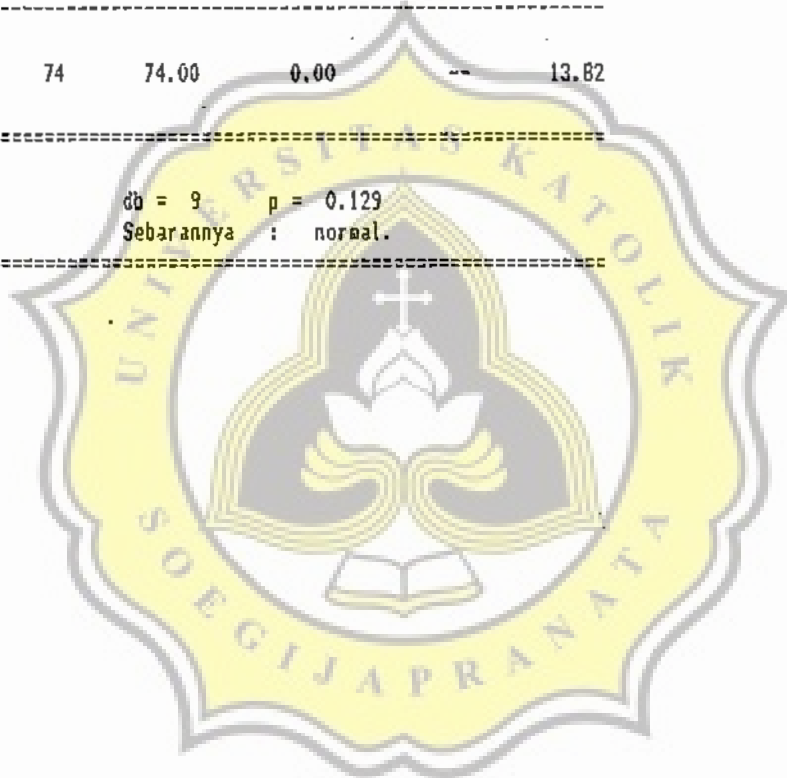 74 74.00 0.00 -- 13.82
db = 9 p = 0.129
Sebarannya : normal.
UNIVERSITAS KATOLIK
SOEGIJAPRANATA